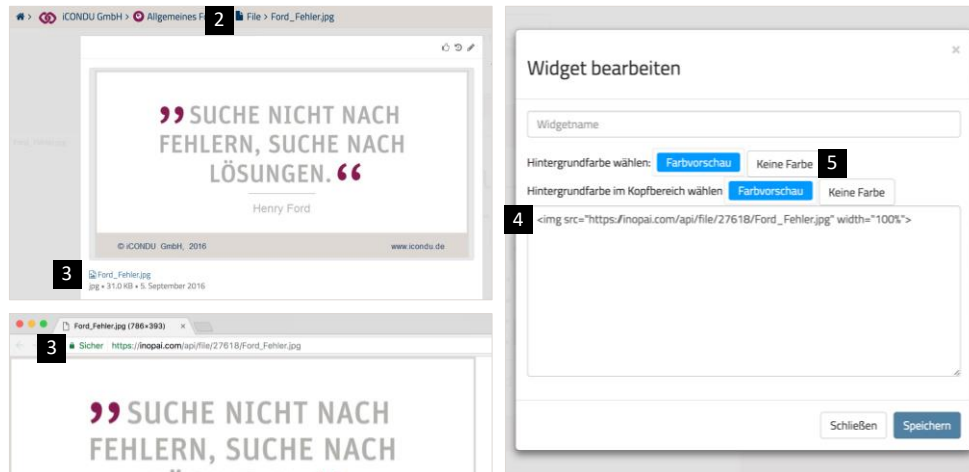 iCONDU GmbH > Allgemeines F 2 File > Ford_Fehler.jpg
❟❟ SUCHE NICHT NACH
FEHLERN, SUCHE NACH
LÖSUNGEN. ❛❛
Henry Ford
© iCONDU GmbH, 2016 www.icondu.de
3 Ford_Fehler.jpg
jpg • 31.0 KB • 5. September 2016
Ford_Fehler.jpg (786×393) ×
3 Sicher https://inopai.com/api/file/27618/Ford_Fehler.jpg
❟❟ SUCHE NICHT NACH
FEHLERN, SUCHE NACH
Widget bearbeiten ×
Widgetname
Hintergrundfarbe wählen: Farbvorschau Keine Farbe 5
Hintergrundfarbe im Kopfbereich wählen Farbvorschau Keine Farbe
4 <img src="https://inopai.com/api/file/27618/Ford_Fehler.jpg" width="100%">
Schließen Speichern